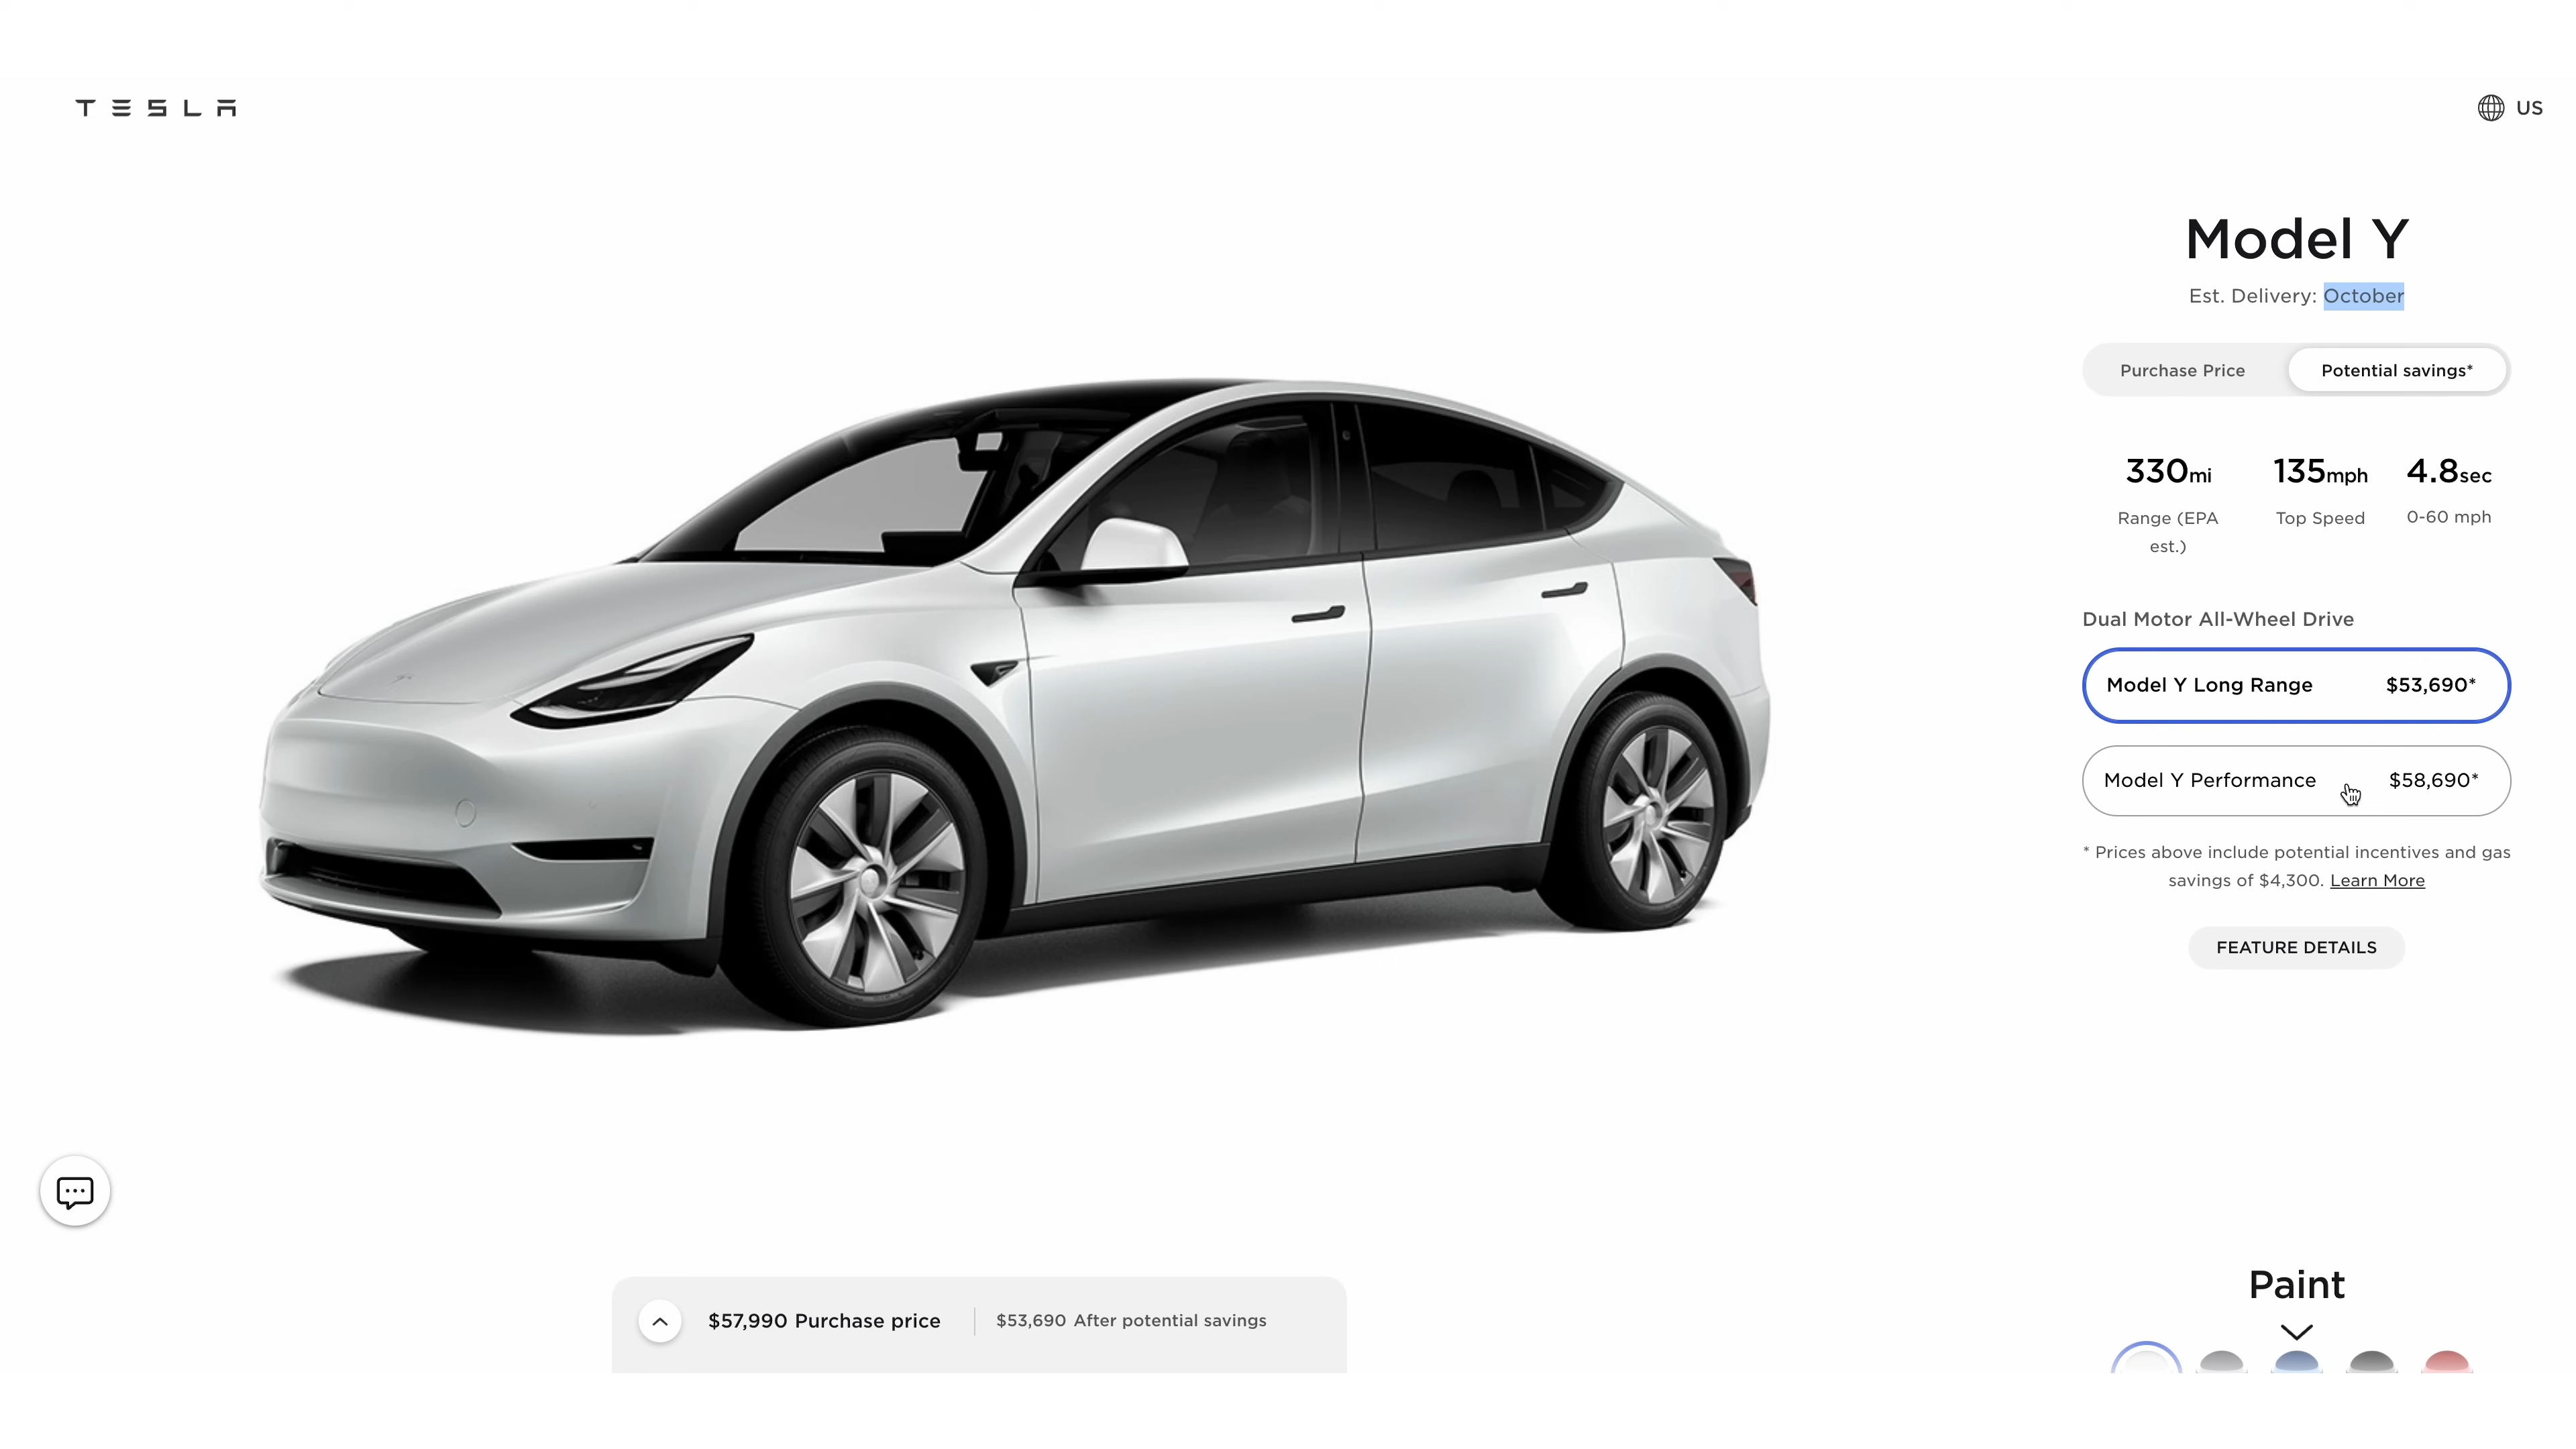 TESLA
US
Model Y
Est. Delivery: October
Purchase Price
Potential savings*
330mi
135mph
4.8sec
Range (EPA
est.)
Top Speed
0-60 mph
Dual Motor All-Wheel Drive
Model Y Long Range $53,690*
Model Y Performance $58,690*
* Prices above include potential incentives and gas
savings of $4,300. Learn More
FEATURE DETAILS
$57,990 Purchase price
$53,690 After potential savings
Paint